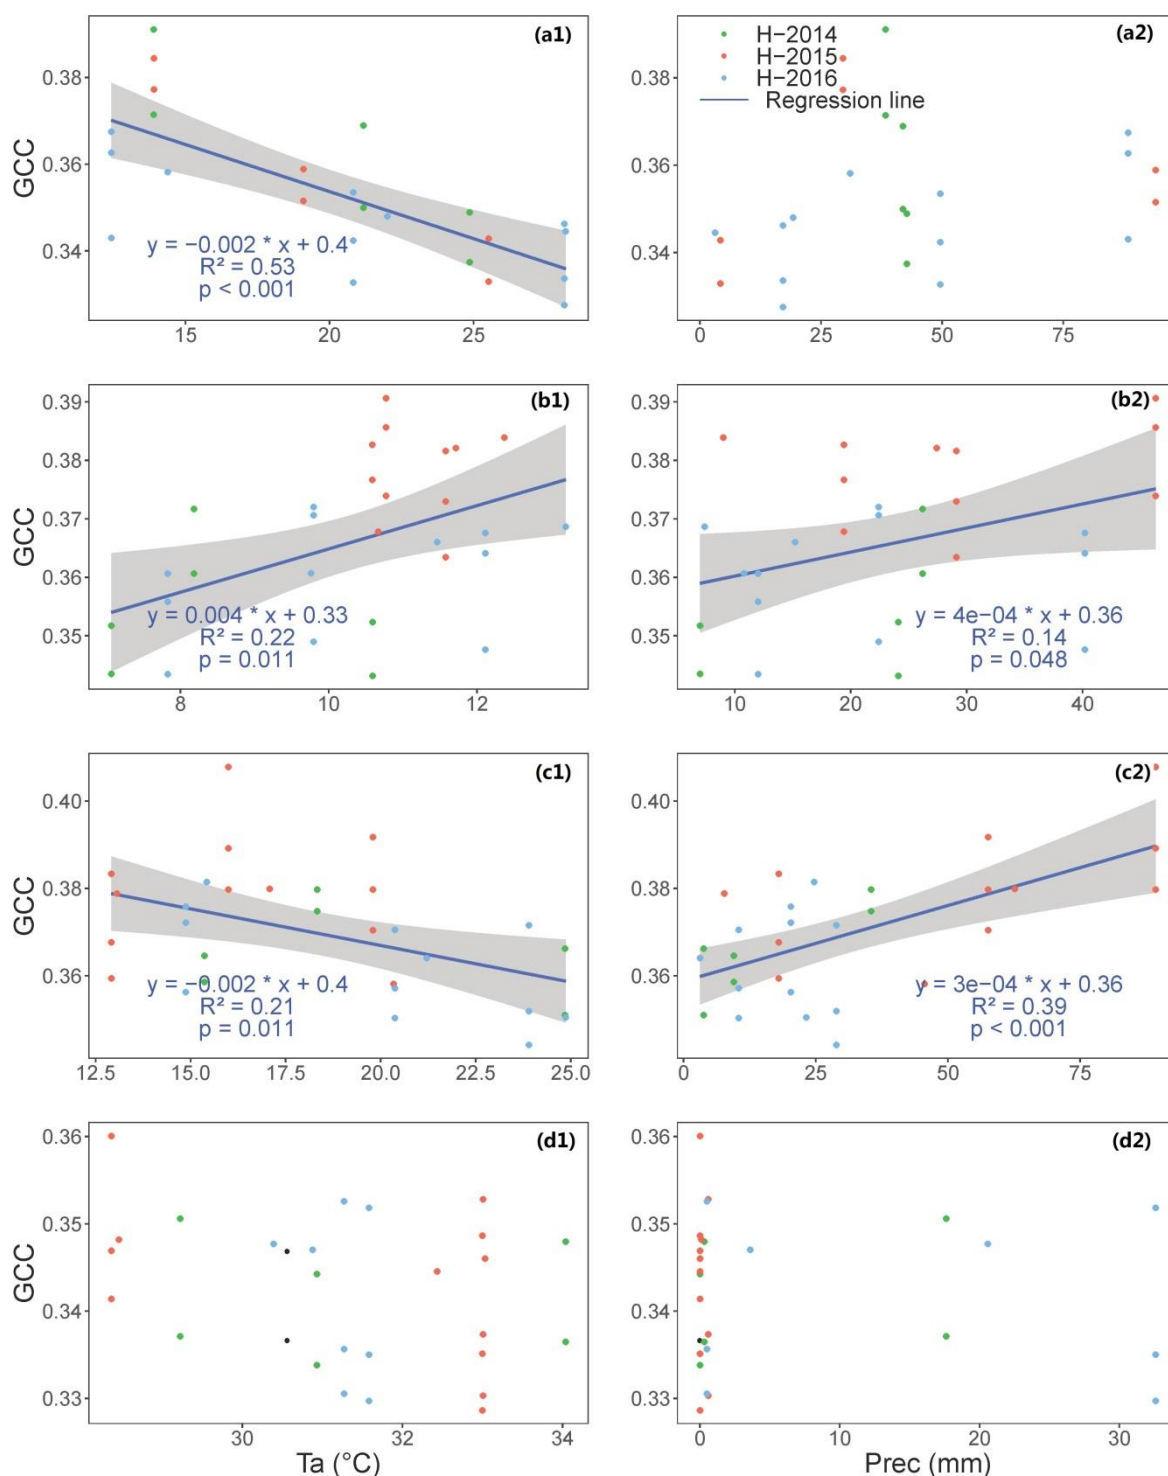 (a1)
0.38
0.36
0.34
GCC
y = −0.002 * x + 0.4
R² = 0.53
p < 0.001
15
20
25
(a2)
H−2014
H−2015
H−2016
Regression line
0.38
0.36
0.34
0
25
50
75
(b1)
0.39
0.38
0.37
0.36
0.35
GCC
y = 0.004 * x + 0.33
R² = 0.22
p = 0.011
8
10
12
(b2)
0.39
0.38
0.37
0.36
0.35
y = 4e−04 * x + 0.36
R² = 0.14
p = 0.048
10
20
30
40
(c1)
0.40
0.38
0.36
GCC
y = −0.002 * x + 0.4
R² = 0.21
p = 0.011
12.5
15.0
17.5
20.0
22.5
25.0
(c2)
0.40
0.38
0.36
y = 3e−04 * x + 0.36
R² = 0.39
p < 0.001
0
25
50
75
(d1)
0.36
0.35
0.34
0.33
GCC
30
32
34
Ta (°C)
(d2)
0.36
0.35
0.34
0.33
0
10
20
30
Prec (mm)